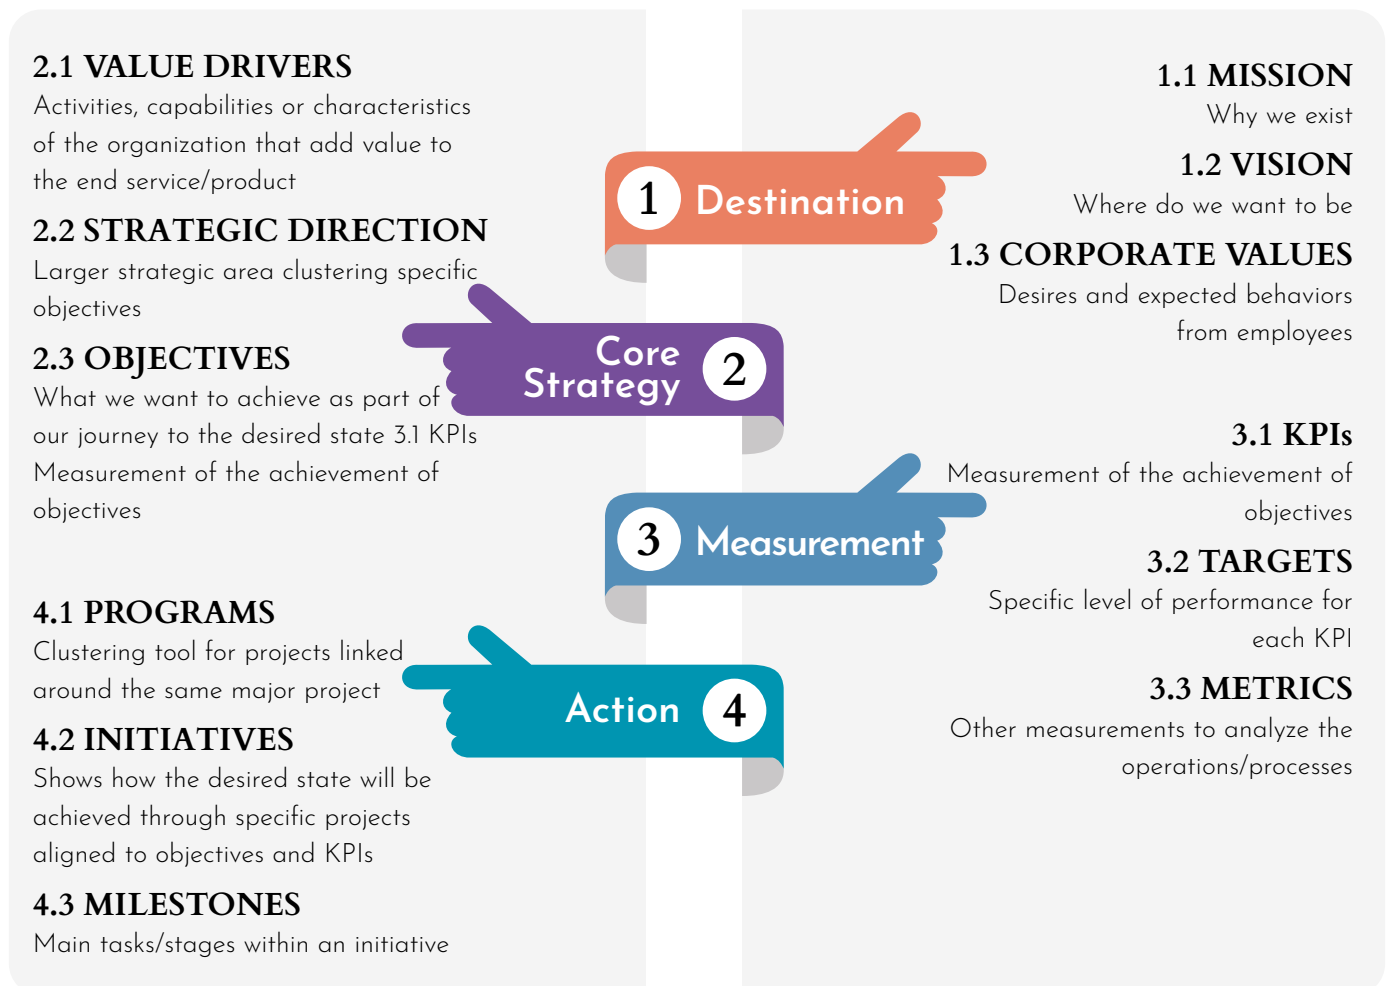 1
Destination
1.1 MISSION
Why we exist
1.2 VISION
Where do we want to be
1.3 CORPORATE VALUES
Desires and expected behaviors
from employees
2.1 VALUE DRIVERS
Activities, capabilities or characteristics
of the organization that add value to
the end service/product
2.2 STRATEGIC DIRECTION
Larger strategic area clustering specific
objectives
2.3 OBJECTIVES
What we want to achieve as part of
our journey to the desired state 3.1 KPIs
Measurement of the achievement of
objectives
Core
Strategy
2
3
Measurement
3.1 KPIs
Measurement of the achievement of
objectives
3.2 TARGETS
Specific level of performance for
each KPI
3.3 METRICS
Other measurements to analyze the
operations/processes
4.1 PROGRAMS
Clustering tool for projects linked
around the same major project
4.2 INITIATIVES
Shows how the desired state will be
achieved through specific projects
aligned to objectives and KPIs
4.3 MILESTONES
Main tasks/stages within an initiative
Action
4